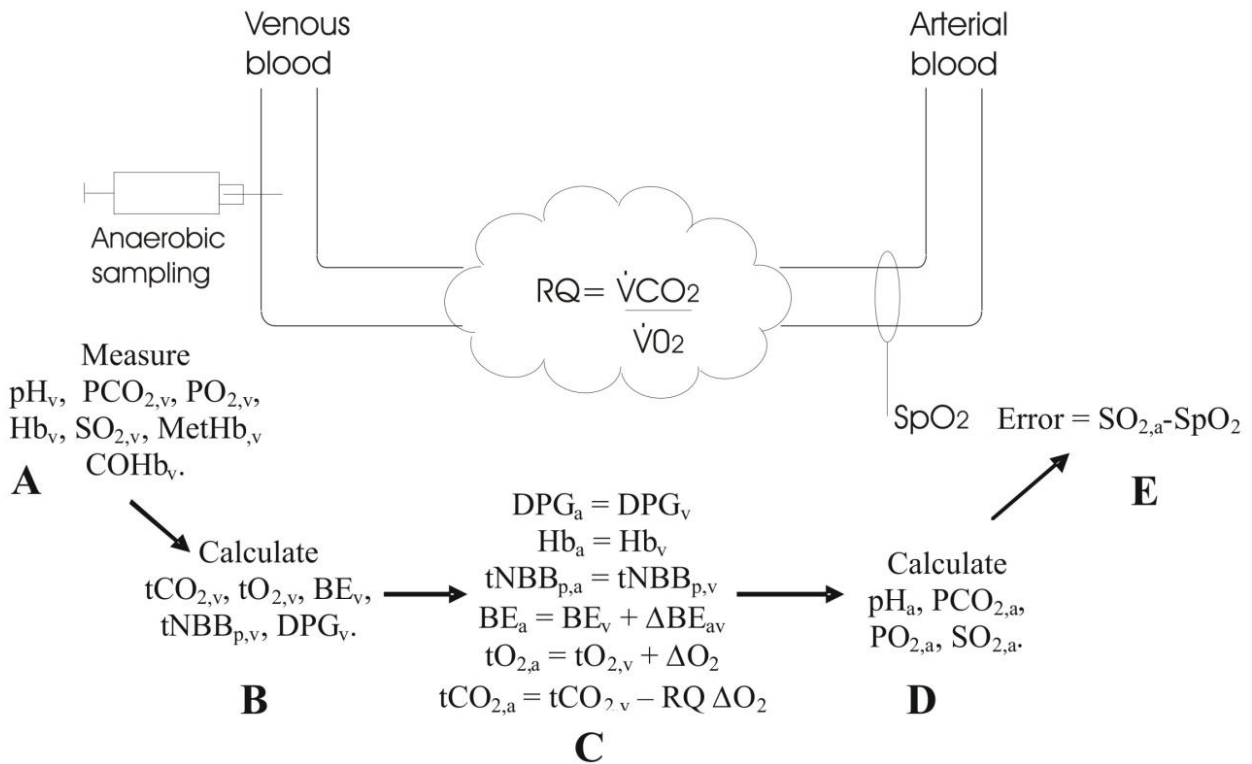 Venous
blood
Arterial
blood
Anaerobic
sampling
RQ= V̇CO₂
V̇O₂
Measure
pHᵥ, PCO₂,ᵥ, PO₂,ᵥ,
Hbᵥ, SO₂,ᵥ, MetHb,ᵥ
COHbᵥ.
A
SpO₂
Error = SO₂,ₐ-SpO₂
E
Calculate
tCO₂,ᵥ, tO₂,ᵥ, BEᵥ,
tNBBₚ,ᵥ, DPGᵥ.
B
DPGₐ = DPGᵥ
Hbₐ = Hbᵥ
tNBBₚ,ₐ = tNBBₚ,ᵥ
BEₐ = BEᵥ + ΔBEₐᵥ
tO₂,ₐ = tO₂,ᵥ + ΔO₂
tCO₂,ₐ = tCO₂,ᵥ – RQ ΔO₂
C
Calculate
pHₐ, PCO₂,ₐ,
PO₂,ₐ, SO₂,ₐ.
D